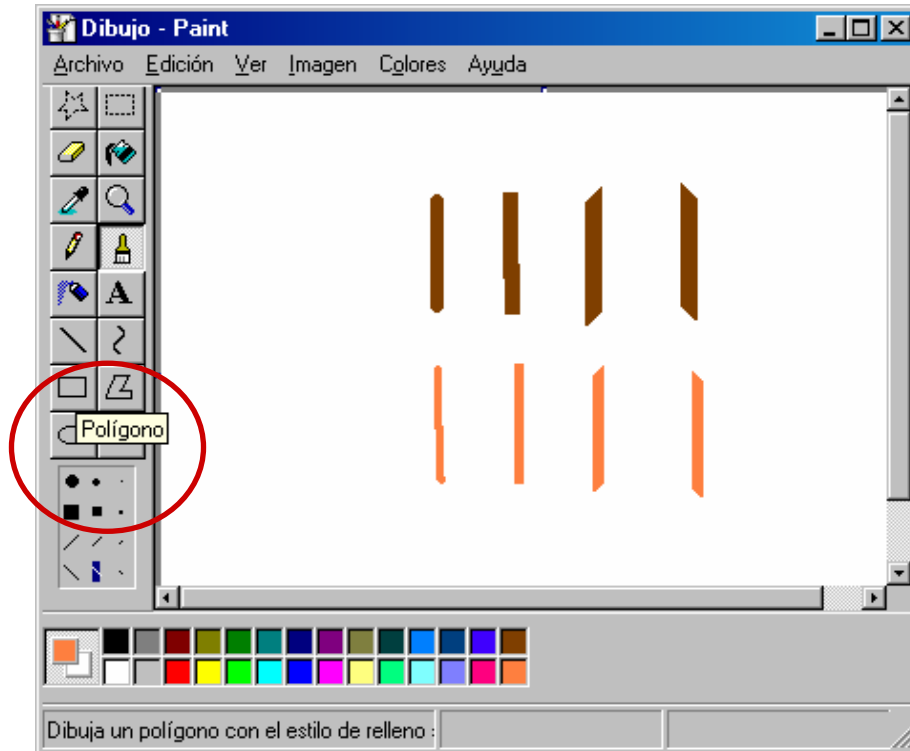 Dibujo - Paint
Archivo Edición Ver Imagen Colores Ayuda
A
Polígono
Dibuja un polígono con el estilo de relleno :